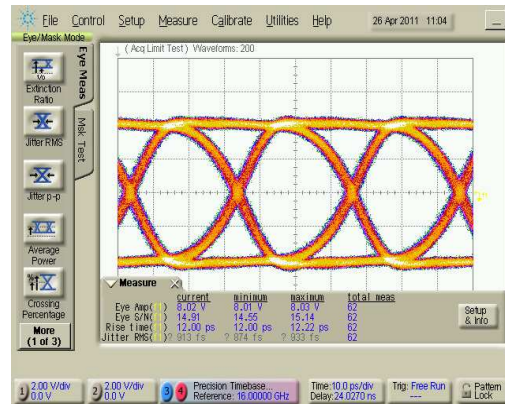 File Control Setup Measure Calibrate Utilities Help 26 Apr 2011 11:04
Eye/Mask Mode
( Acq Limit Test ) Waveforms: 200
Eye Meas
Msk Test
Extinction
Ratio
Jitter RMS
Jitter p-p
Average
Power
Crossing
Percentage
More
(1 of 3)
Measure
current minimum maximum total meas
Eye Amp( ) 8.02 V 8.01 V 8.03 V 62
Eye S/N( ) 14.91 14.55 15.14 62
Rise time( ) 12.00 ps 12.00 ps 12.22 ps 62
Jitter RMS( )? 913 fs ? 874 fs ? 933 fs 62
Setup
& Info
1) 2.00 V/div
0.0 V
2) 2.00 V/div
0.0 V
3 4 Precision Timebase...
Reference: 16.00000 GHz
Time:10.0 ps/div
Delay:24.0270 ns
Trig: Free Run
---
Pattern
Lock